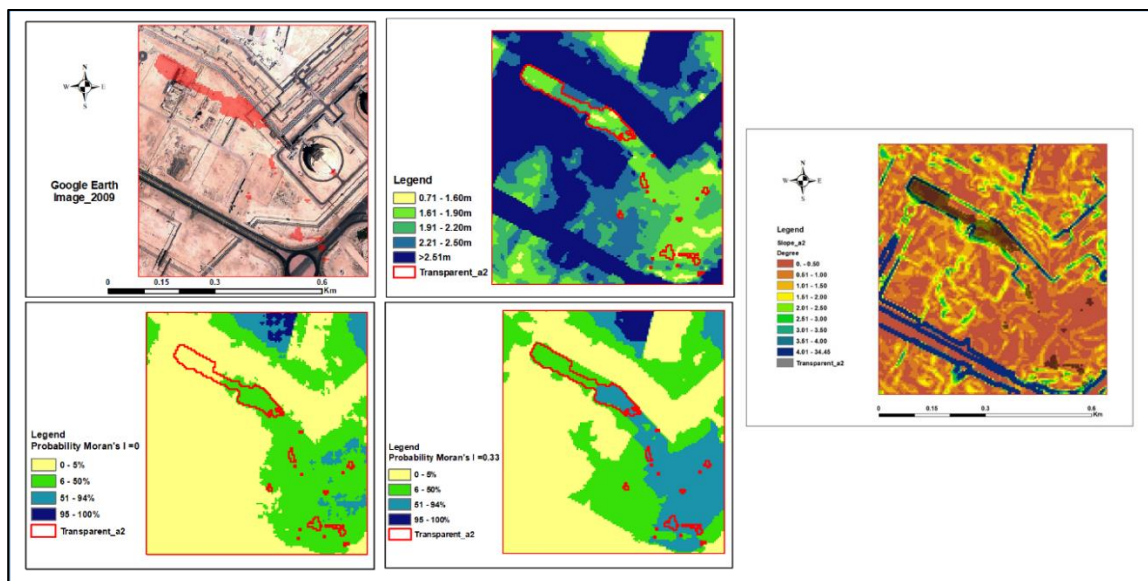 N
W
E
S
Google Earth
Image_2009
0
0.15
0.3
0.6
Km
Legend
0.71 - 1.60m
1.61 - 1.90m
1.91 - 2.20m
2.21 - 2.50m
>2.51m
Transparent_a2
Legend
Slope_a2
Degree
0. - 0.50
0.51 - 1.00
1.01 - 1.50
1.51 - 2.00
2.01 - 2.50
2.51 - 3.00
3.01 - 3.50
3.51 - 4.00
4.01 - 34.45
Transparent_a2
N
W
E
S
0
0.15
0.3
0.6
Km
Legend
Probability Moran's I =0
0 - 5%
6 - 50%
51 - 94%
95 - 100%
Transparent_a2
Legend
Probability Moran's I =0.33
0 - 5%
6 - 50%
51 - 94%
95 - 100%
Transparent_a2